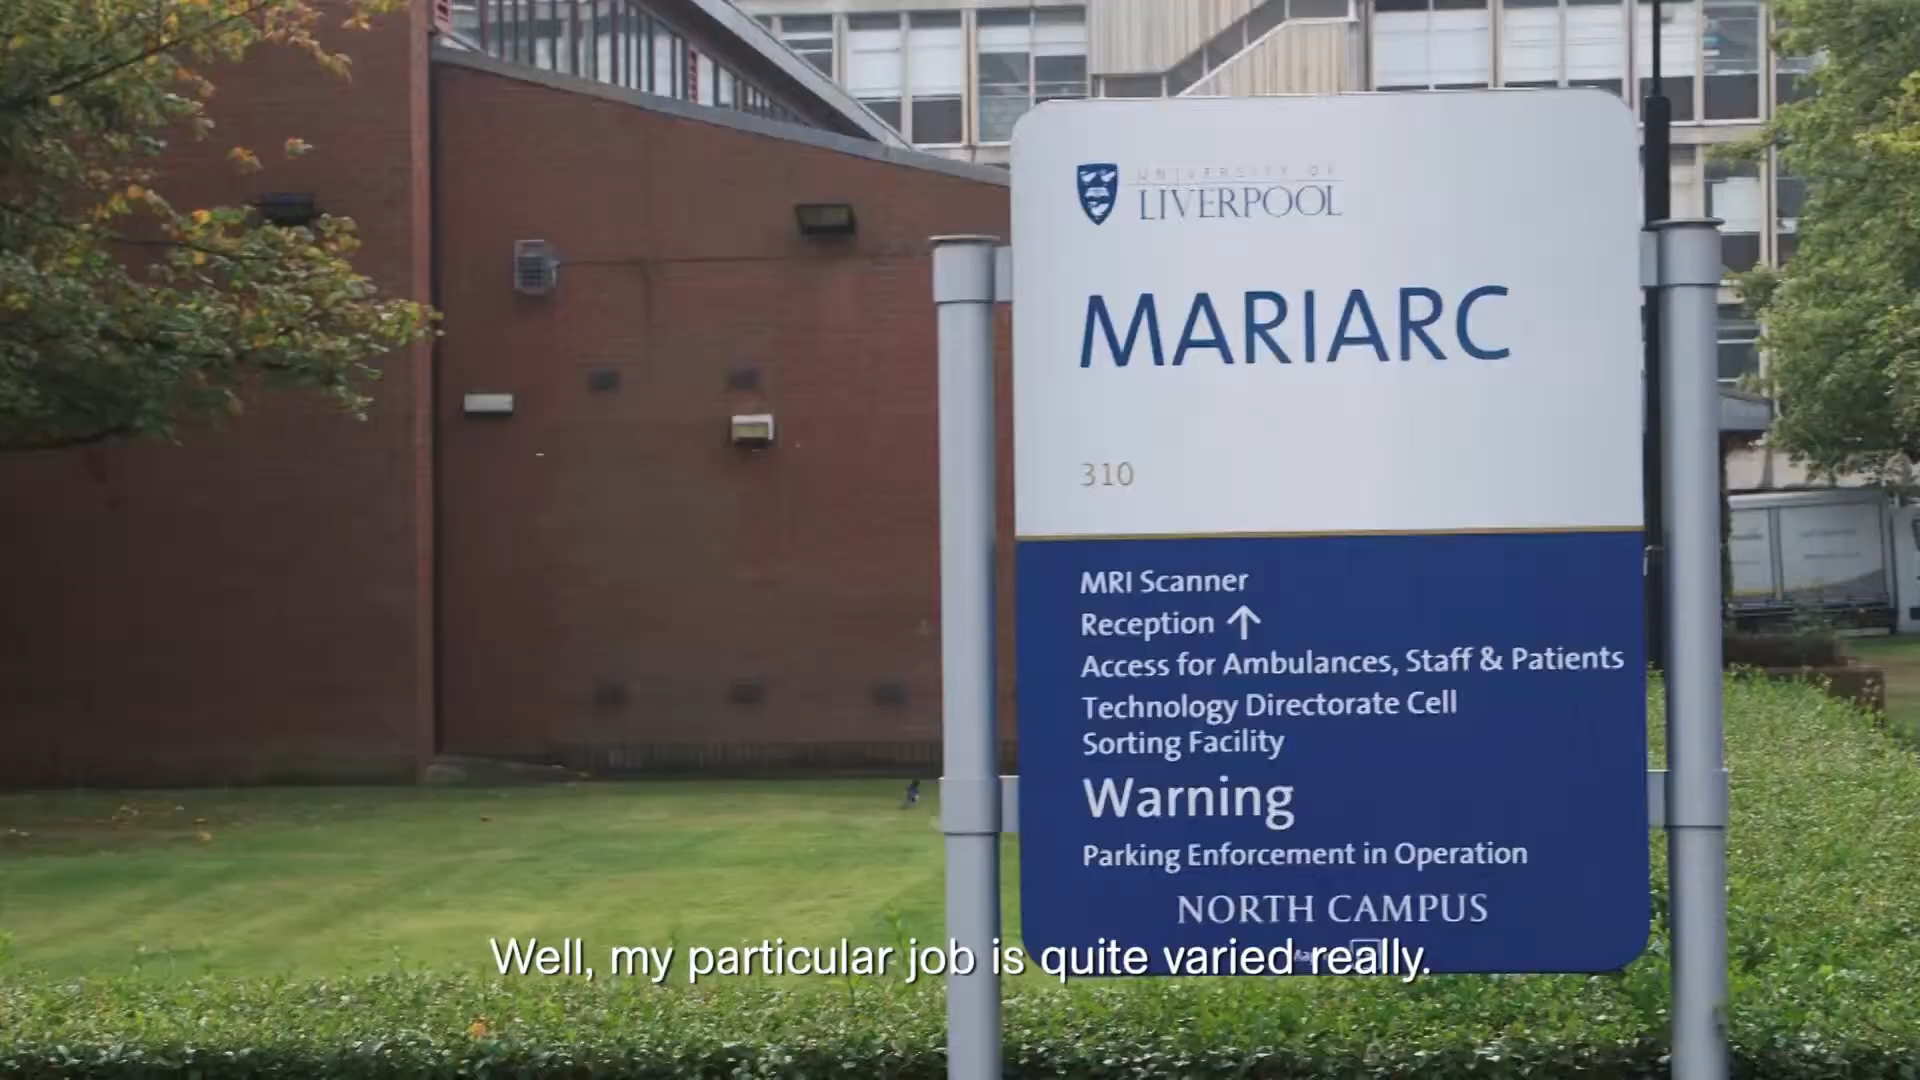 UNIVERSITY OF
LIVERPOOL
MARIARC
310
MRI Scanner
Reception ↑
Access for Ambulances, Staff & Patients
Technology Directorate Cell
Sorting Facility
Warning
Parking Enforcement in Operation
NORTH CAMPUS
Well, my particular job is quite varied really.